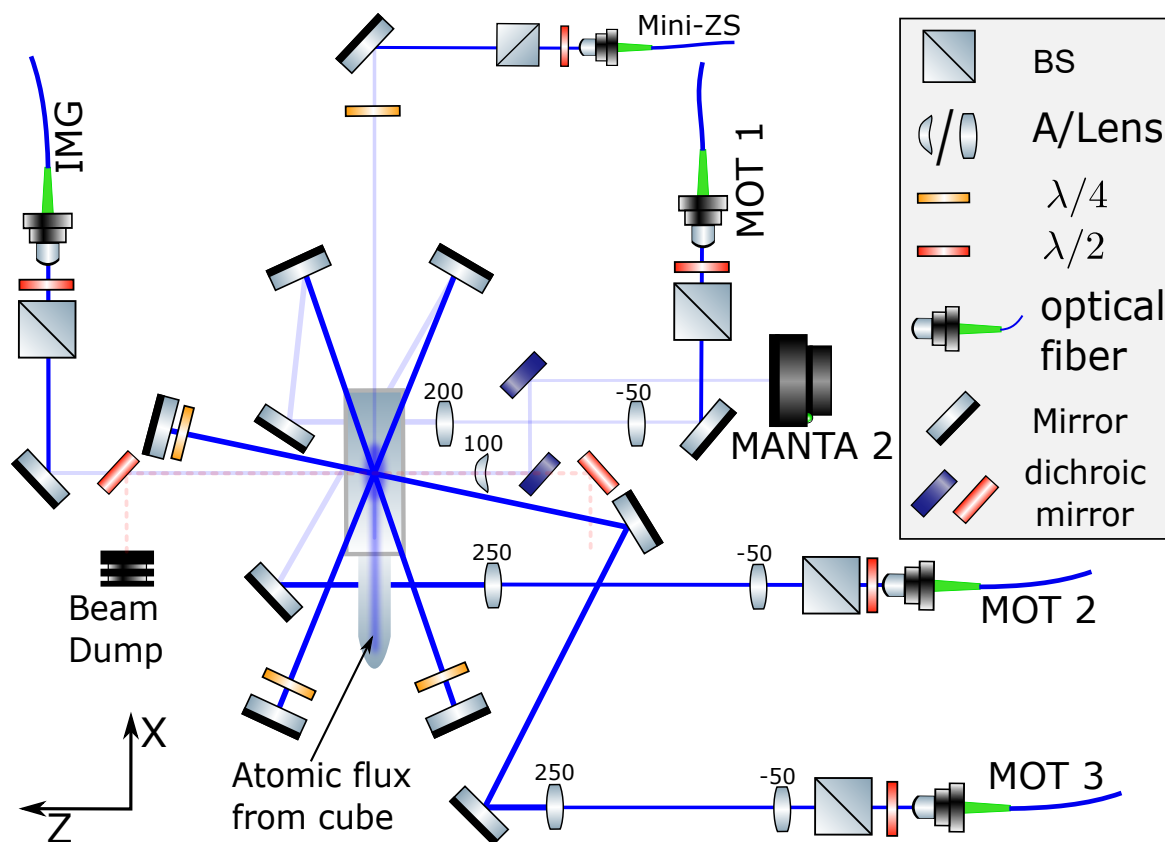 Mini-ZS
IMG
MOT 1
BS
A/Lens
λ/4
λ/2
optical
fiber
Mirror
dichroic
mirror
200
-50
100
MANTA 2
250
-50
MOT 2
Beam
Dump
X
Z
Atomic flux
from cube
250
-50
MOT 3